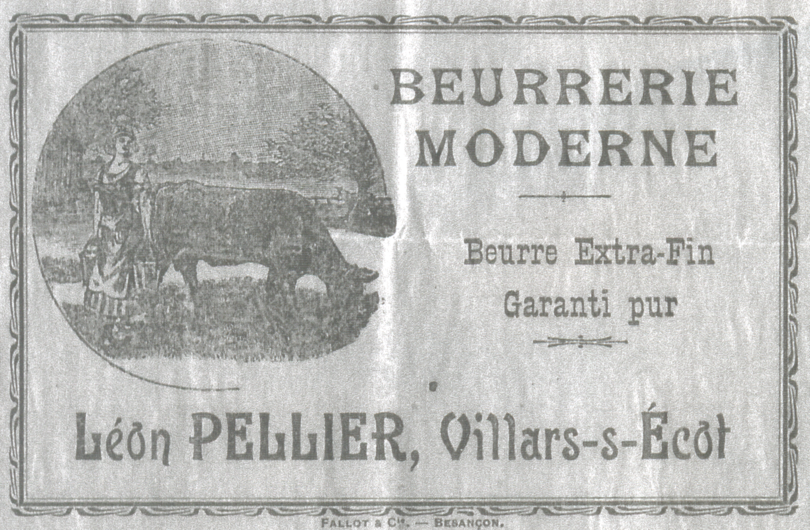 BEURRERIE
MODERNE
Beurre Extra-Fin
Garanti pur
Léon PELLIER, Villars-s-Écot
FALLOT & Cie. — BESANÇON.